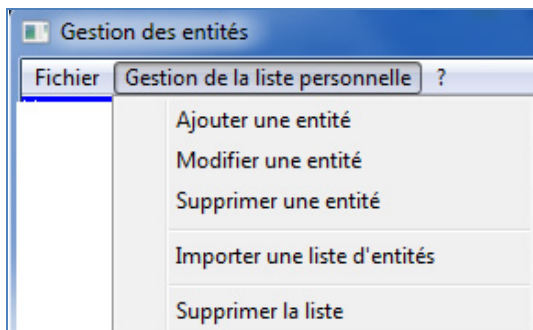 Gestion des entités
Fichier Gestion de la liste personnelle ?
Ajouter une entité
Modifier une entité
Supprimer une entité
Importer une liste d'entités
Supprimer la liste